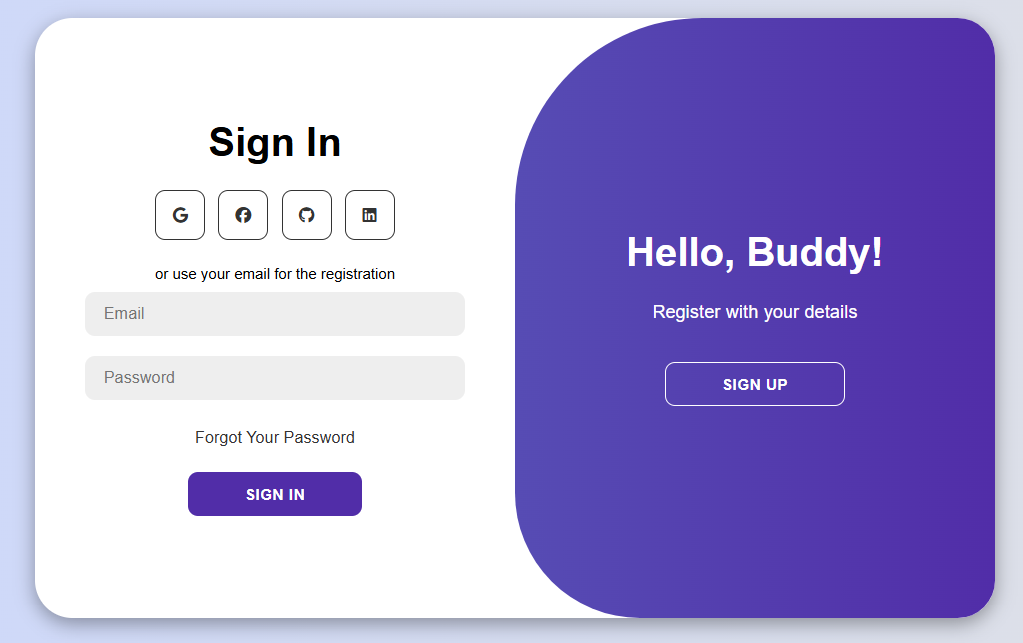 Sign In
or use your email for the registration
Email
Password
Forgot Your Password
SIGN IN
Hello, Buddy!
Register with your details
SIGN UP